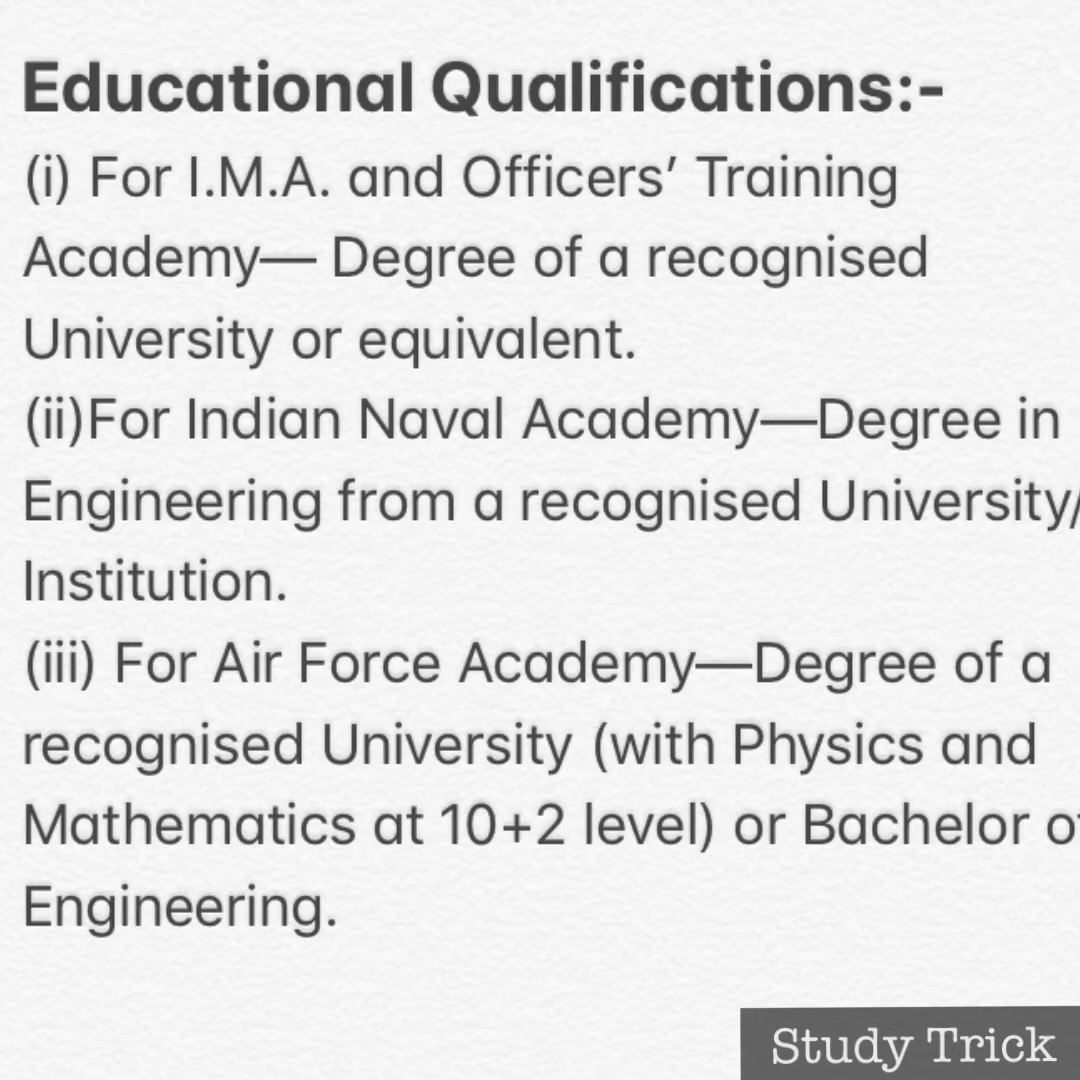 Educational Qualifications:-
(i) For I.M.A. and Officers’ Training
Academy— Degree of a recognised
University or equivalent.
(ii)For Indian Naval Academy—Degree in
Engineering from a recognised University/
Institution.
(iii) For Air Force Academy—Degree of a
recognised University (with Physics and
Mathematics at 10+2 level) or Bachelor of
Engineering.
Study Trick